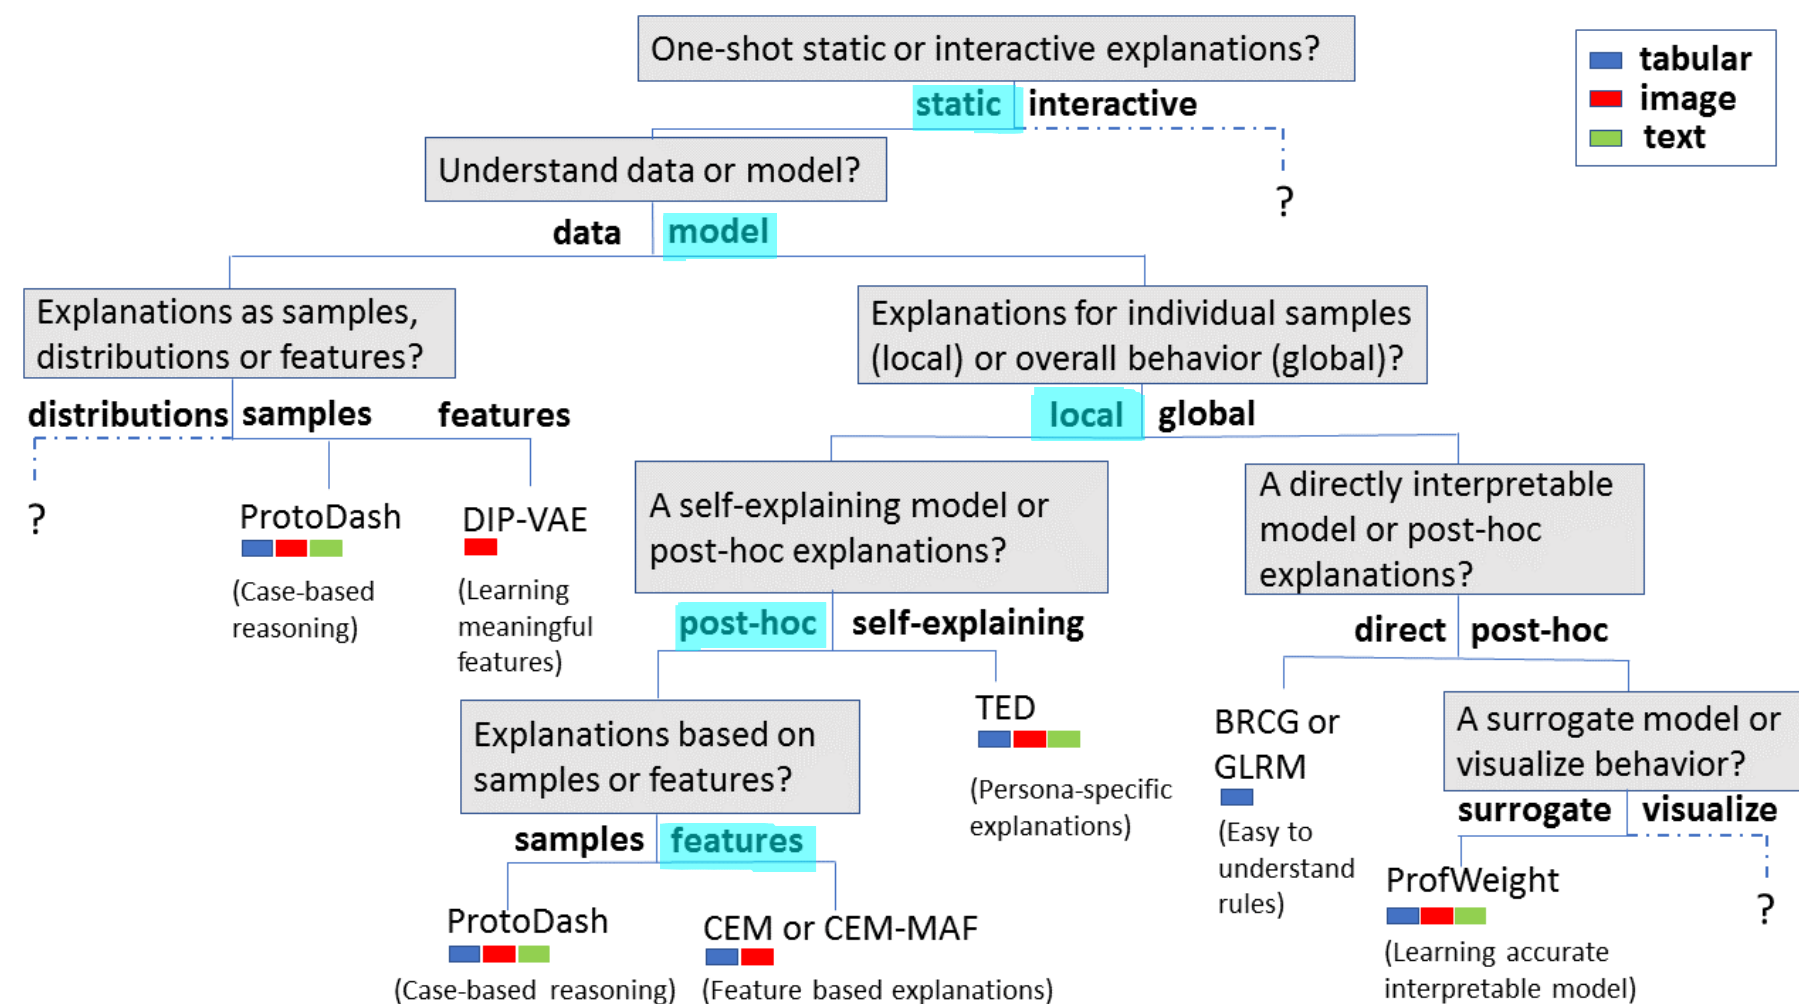 One-shot static or interactive explanations?
tabular
image
text
static
interactive
Understand data or model?
?
data
model
Explanations as samples,
distributions or features?
Explanations for individual samples
(local) or overall behavior (global)?
distributions
samples
features
local
global
?
ProtoDash
(Case-based
reasoning)
DIP-VAE
(Learning
meaningful
features)
A self-explaining model or
post-hoc explanations?
A directly interpretable
model or post-hoc
explanations?
post-hoc
self-explaining
direct
post-hoc
Explanations based on
samples or features?
TED
(Persona-specific
explanations)
BRCG or
GLRM
(Easy to
understand
rules)
A surrogate model or
visualize behavior?
samples
features
surrogate
visualize
ProtoDash
(Case-based reasoning)
CEM or CEM-MAF
(Feature based explanations)
ProfWeight
(Learning accurate
interpretable model)
?